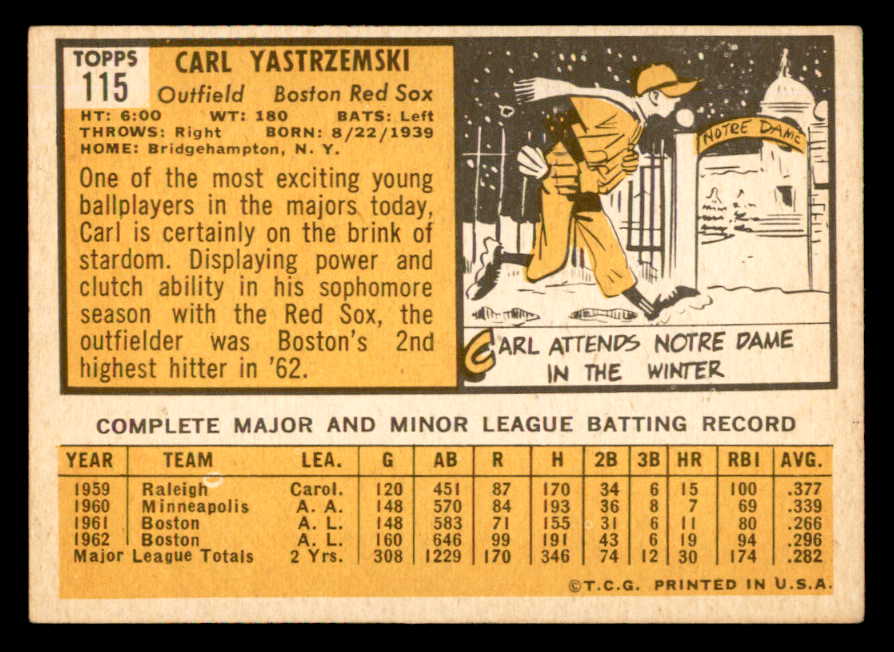 TOPPS
115
CARL YASTRZEMSKI
Outfield Boston Red Sox
HT: 6:00 WT: 180 BATS: Left
THROWS: Right BORN: 8/22/1939
HOME: Bridgehampton, N. Y.
One of the most exciting young
ballplayers in the majors today,
Carl is certainly on the brink of
stardom. Displaying power and
clutch ability in his sophomore
season with the Red Sox, the
outfielder was Boston's 2nd
highest hitter in '62.
NOTRE DAME
CARL ATTENDS NOTRE DAME
IN THE WINTER
COMPLETE MAJOR AND MINOR LEAGUE BATTING RECORD
YEAR TEAM LEA. G AB R H 2B 3B HR RBI AVG.
1959 Raleigh Carol. 120 451 87 170 34 6 15 100 .377
1960 Minneapolis A. A. 148 570 84 193 36 8 7 69 .339
1961 Boston A. L. 148 583 71 155 31 6 11 80 .266
1962 Boston A. L. 160 646 99 191 43 6 19 94 .296
Major League Totals 2 Yrs. 308 1229 170 346 74 12 30 174 .282
©T.C.G. PRINTED IN U.S.A.